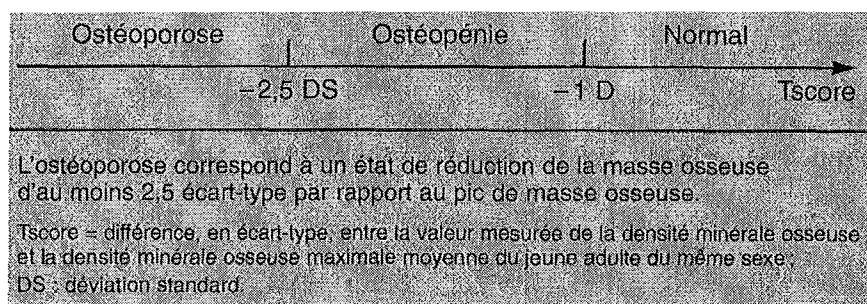 Ostéoporose Ostéopénie Normal
−2,5 DS −1 D Tscore
L'ostéoporose correspond à un état de réduction de la masse osseuse
d'au moins 2,5 écart-type par rapport au pic de masse osseuse.
Tscore = différence, en écart-type, entre la valeur mesurée de la densité minérale osseuse
et la densité minérale osseuse maximale moyenne du jeune adulte du même sexe ;
DS : déviation standard.